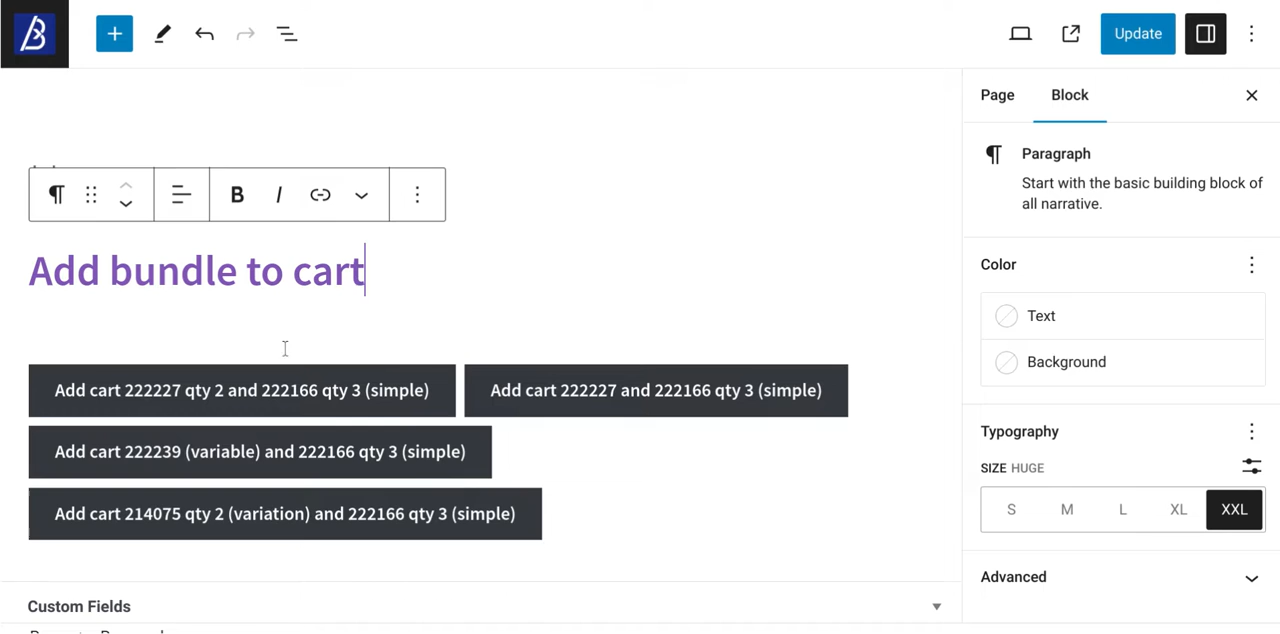 Update
Page
Block
Paragraph
Start with the basic building block of
all narrative.
B I
Add bundle to cart
Color
Text
Background
Add cart 222227 qty 2 and 222166 qty 3 (simple)
Add cart 222227 and 222166 qty 3 (simple)
Add cart 222239 (variable) and 222166 qty 3 (simple)
Add cart 214075 qty 2 (variation) and 222166 qty 3 (simple)
Typography
SIZE HUGE
S M L XL XXL
Advanced
Custom Fields